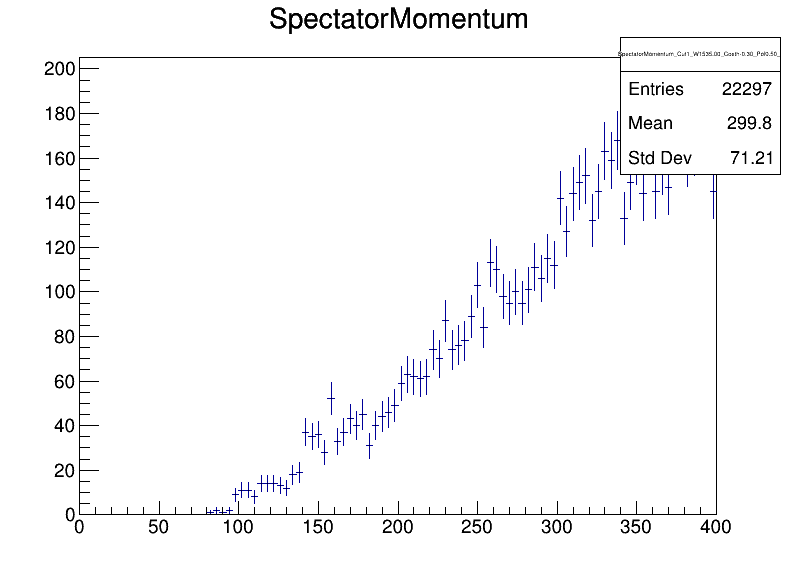 SpectatorMomentum
SpectatorMomentum_Cut1_W1535.00_Costh-0.30_Pol0.50_
Entries 22297
Mean 299.8
Std Dev 71.21
200
180
160
140
120
100
80
60
40
20
0
0 50 100 150 200 250 300 350 400